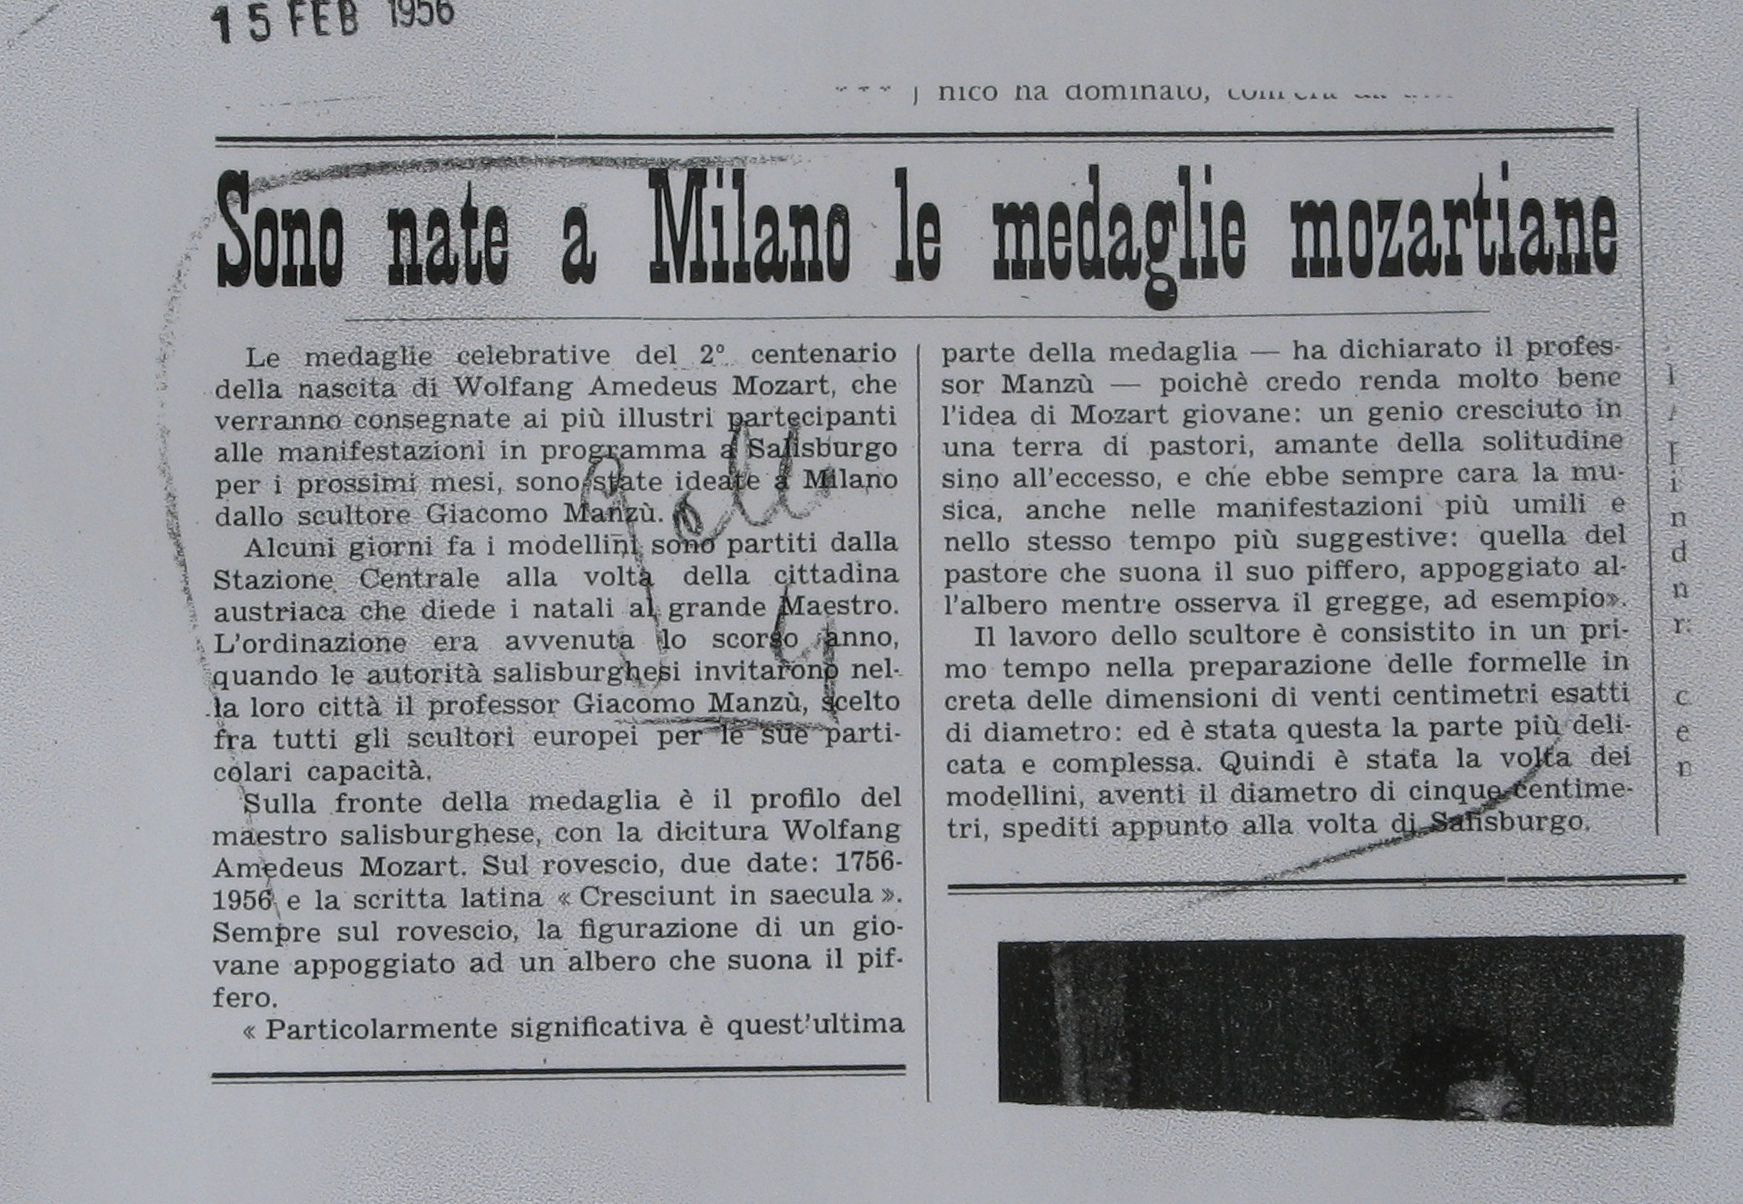 15 FEB 1956
nico ha dominato,
Sono nate a Milano le medaglie mozartiane
Le medaglie celebrative del 2° centenario
della nascita di Wolfang Amedeus Mozart, che
verranno consegnate ai più illustri partecipanti
alle manifestazioni in programma a Salisburgo
per i prossimi mesi, sono state ideate a Milano
dallo scultore Giacomo Manzù.
Alcuni giorni fa i modellini sono partiti dalla
Stazione Centrale alla volta della cittadina
austriaca che diede i natali al grande Maestro.
L'ordinazione era avvenuta lo scorso anno,
quando le autorità salisburghesi invitarono nel-
la loro città il professor Giacomo Manzù, scelto
fra tutti gli scultori europei per le sue parti-
colari capacità.
Sulla fronte della medaglia è il profilo del
maestro salisburghese, con la dicitura Wolfang
Amedeus Mozart. Sul rovescio, due date: 1756-
1956 e la scritta latina « Cresciunt in saecula ».
Sempre sul rovescio, la figurazione di un gio-
vane appoggiato ad un albero che suona il pif-
fero.
« Particolarmente significativa è quest'ultima
parte della medaglia — ha dichiarato il profes-
sor Manzù — poichè credo renda molto bene
l'idea di Mozart giovane: un genio cresciuto in
una terra di pastori, amante della solitudine
sino all'eccesso, e che ebbe sempre cara la mu-
sica, anche nelle manifestazioni più umili e
nello stesso tempo più suggestive: quella del
pastore che suona il suo piffero, appoggiato al-
l'albero mentre osserva il gregge, ad esempio».
Il lavoro dello scultore è consistito in un pri-
mo tempo nella preparazione delle formelle in
creta delle dimensioni di venti centimetri esatti
di diametro: ed è stata questa la parte più deli-
cata e complessa. Quindi è stata la volta dei
modellini, aventi il diametro di cinque centime-
tri, spediti appunto alla volta di Salisburgo.